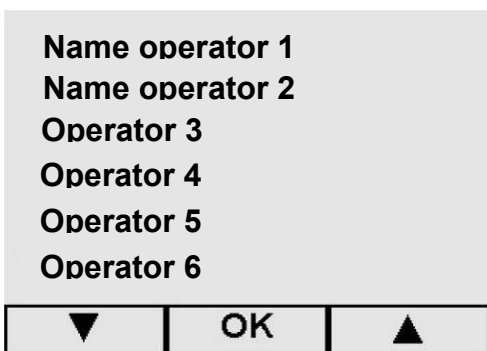 Name operator 1
Name operator 2
Operator 3
Operator 4
Operator 5
Operator 6
▼ OK ▲